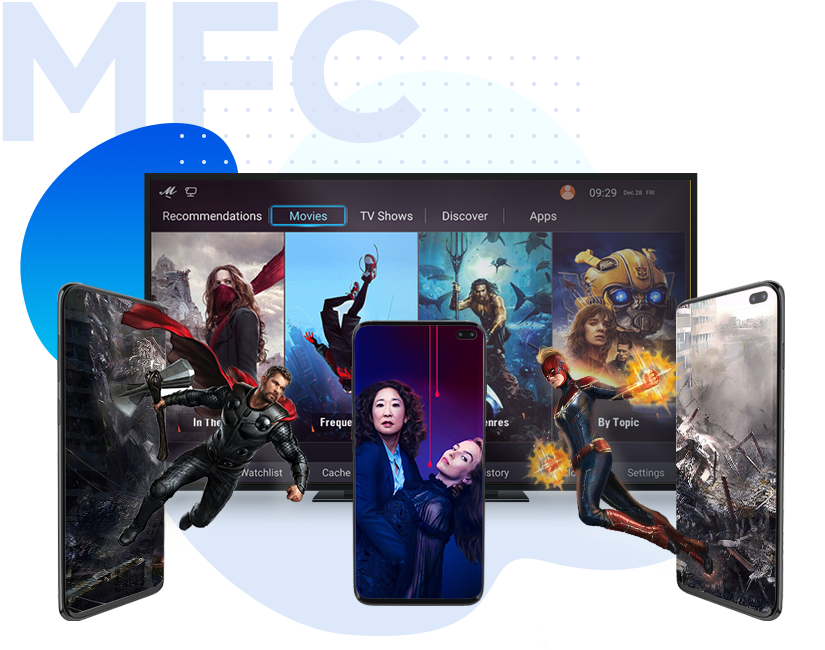 MFC
09:29 Dec.28 FRI
Recommendations Movies TV Shows Discover Apps
In The
Freque
enres
By Topic
Watchlist Cache
story
Settings